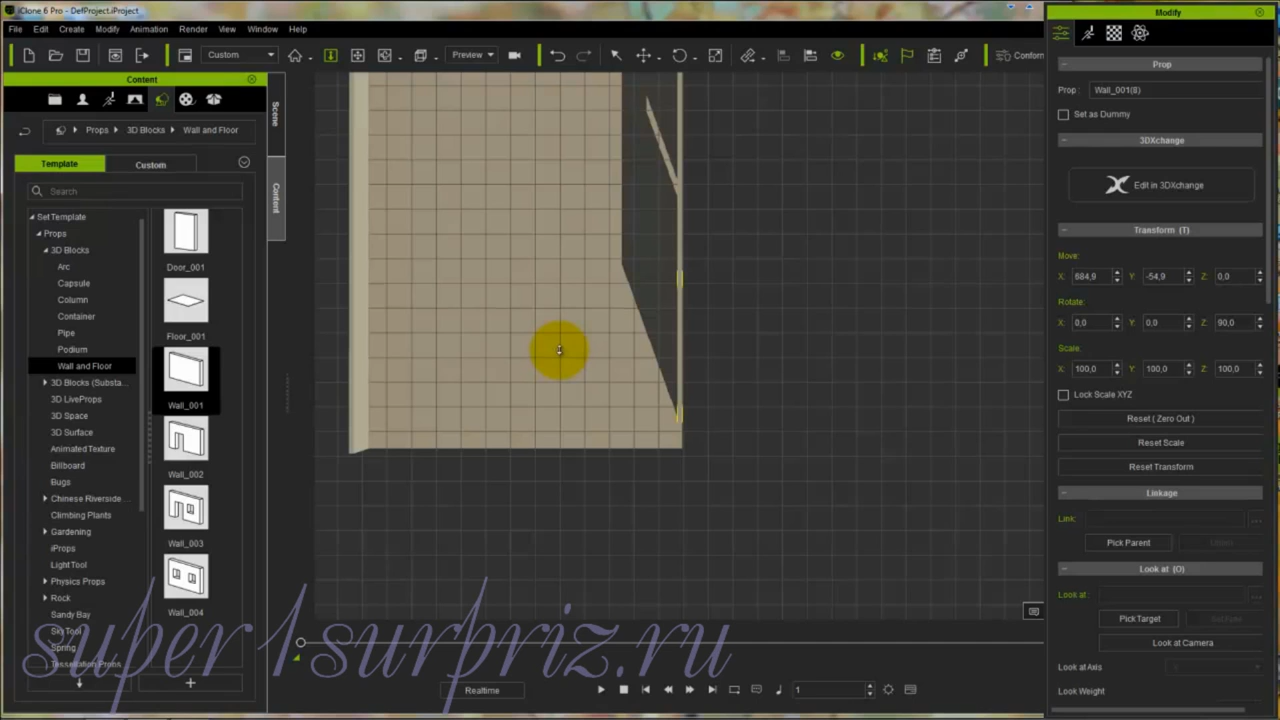 iClone 6 Pro - DefProject.iProject
File Edit Create Modify Animation Render View Window Help
Custom
Preview
Conform
Content
Props 3D Blocks Wall and Floor
Template Custom
Search
Scene
Content
SetTemplate
Props
3D Blocks
Arc
Capsule
Column
Container
Pipe
Podium
Wall and Floor
3D Blocks (Substa...
3D LiveProps
3D Space
3D Surface
Animated Texture
Billboard
Bugs
Chinese Riverside...
Climbing Plants
Gardening
iProps
LightTool
Physics Props
Rock
Sandy Bay
SkyTool
Spring
Tessellation Props
Door_001
Floor_001
Wall_001
Wall_002
Wall_003
Wall_004
Realtime
1
Modify
Prop
Prop : Wall_001(8)
Set as Dummy
3DXchange
Edit in 3DXchange
Transform (T)
Move:
X: 684,9 Y: -54,9 Z: 0,0
Rotate:
X: 0,0 Y: 0,0 Z: 90,0
Scale:
X: 100,0 Y: 100,0 Z: 100,0
Lock Scale XYZ
Reset ( Zero Out )
Reset Scale
Reset Transform
Linkage
Link:
Pick Parent
Look at (O)
Look at :
Pick Target
Look at Camera
Look at Axis
Look Weight
super1surpriz.ru